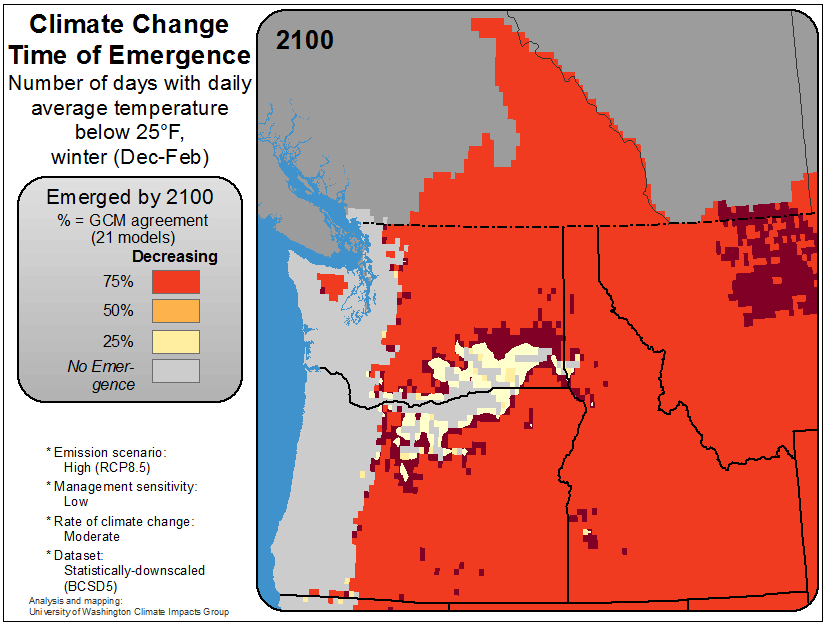 Climate Change
Time of Emergence
Number of days with daily
average temperature
below 25°F,
winter (Dec-Feb)
Emerged by 2100
% = GCM agreement
(21 models)
Decreasing
75%
50%
25%
No Emer-
gence
* Emission scenario:
High (RCP8.5)
* Management sensitivity:
Low
* Rate of climate change:
Moderate
* Dataset:
Statistically-downscaled
(BCSD5)
Analysis and mapping:
University of Washington Climate Impacts Group
2100